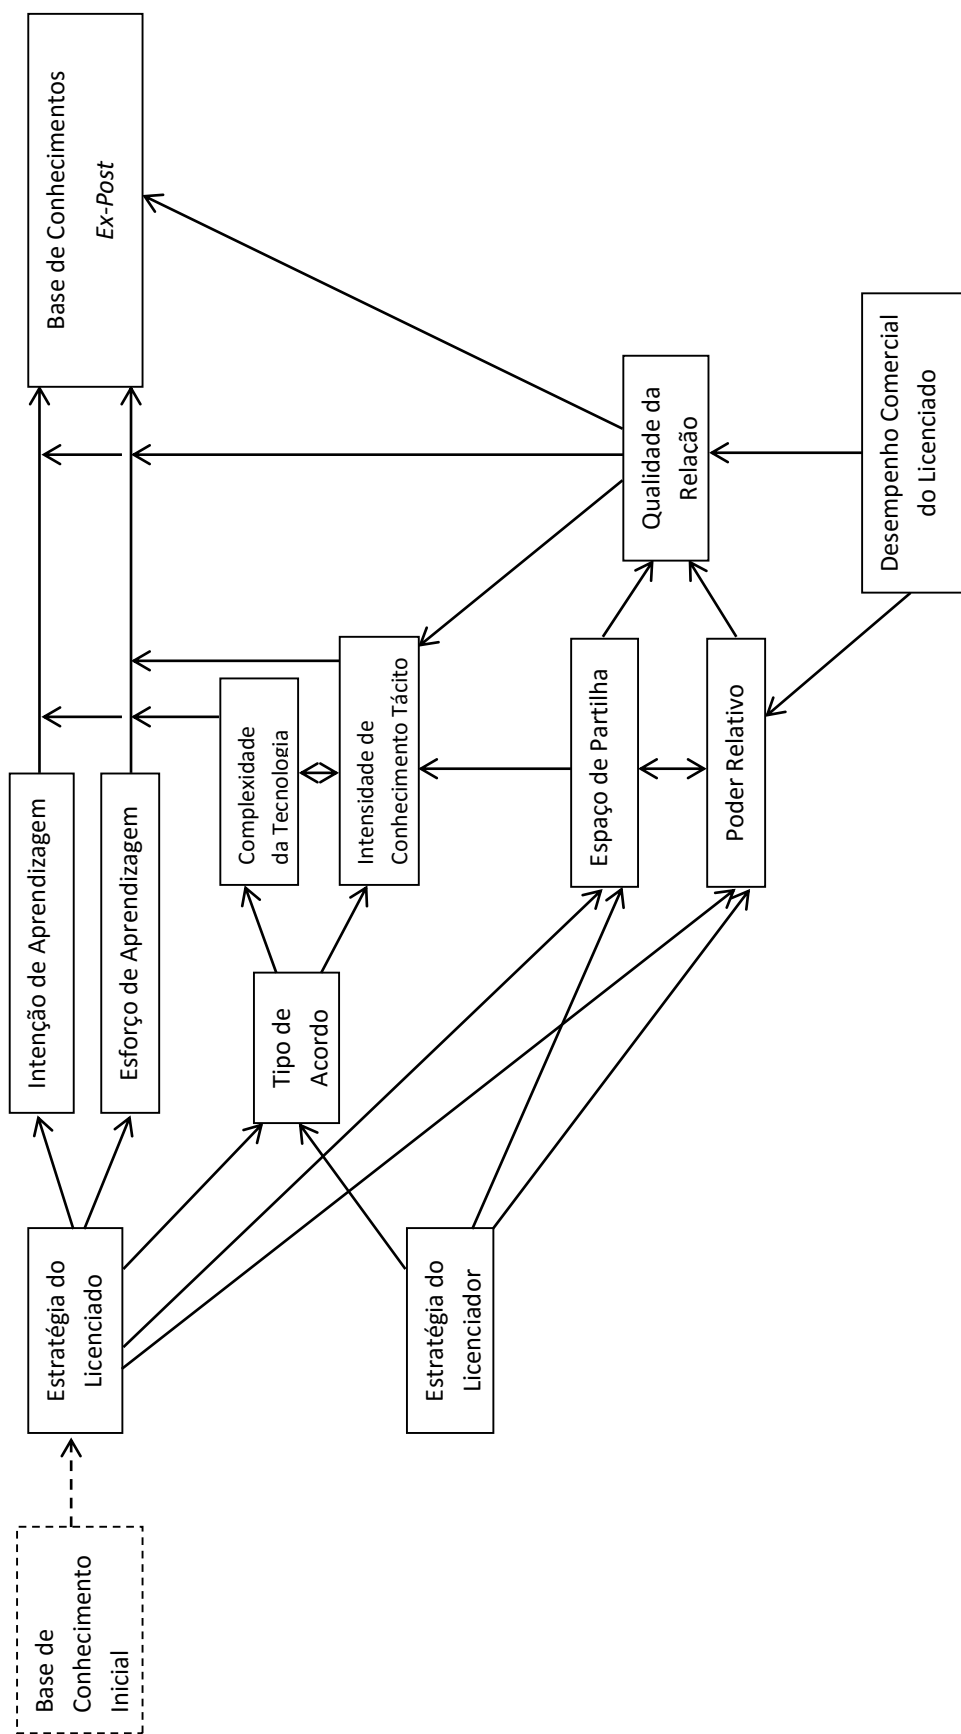 Base de
Conhecimento
Inicial
Estratégia do
Licenciado
Estratégia do
Licenciador
Intenção de Aprendizagem
Esforço de Aprendizagem
Tipo de
Acordo
Complexidade
da Tecnologia
Intensidade de
Conhecimento Tácito
Espaço de Partilha
Poder Relativo
Qualidade da
Relação
Desempenho Comercial
do Licenciado
Base de Conhecimentos
Ex-Post